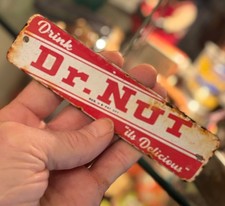 Drink
Dr. Nut
"its Delicious"